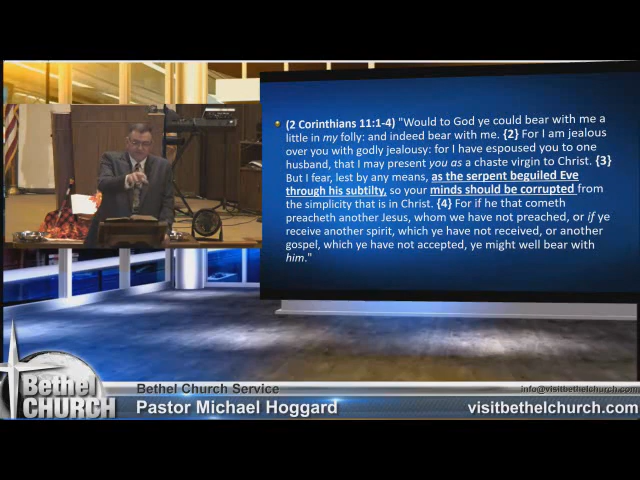 (2 Corinthians 11:1-4) "Would to God ye could bear with me a
little in my folly: and indeed bear with me. {2} For I am jealous
over you with godly jealousy: for I have espoused you to one
husband, that I may present you as a chaste virgin to Christ. {3}
But I fear, lest by any means, as the serpent beguiled Eve
through his subtilty, so your minds should be corrupted from
the simplicity that is in Christ. {4} For if he that cometh
preacheth another Jesus, whom we have not preached, or if ye
receive another spirit, which ye have not received, or another
gospel, which ye have not accepted, ye might well bear with
him."
Bethel
CHURCH
Bethel Church Service
info@visitbethelchurch.com
Pastor Michael Hoggard
visitbethelchurch.com